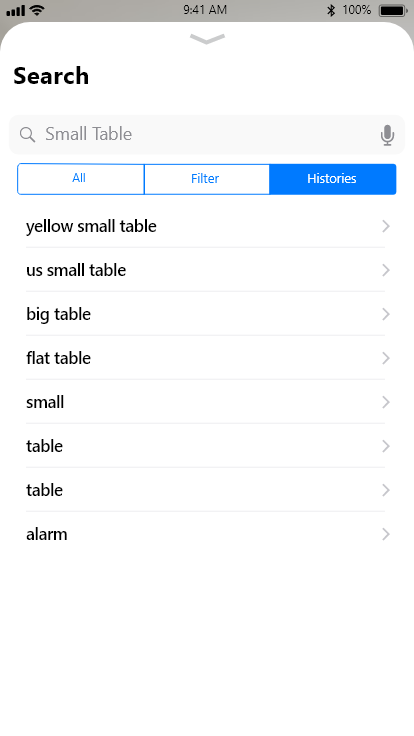 9:41 AM 100%
Search
Small Table
All Filter Histories
yellow small table
us small table
big table
flat table
small
table
table
alarm